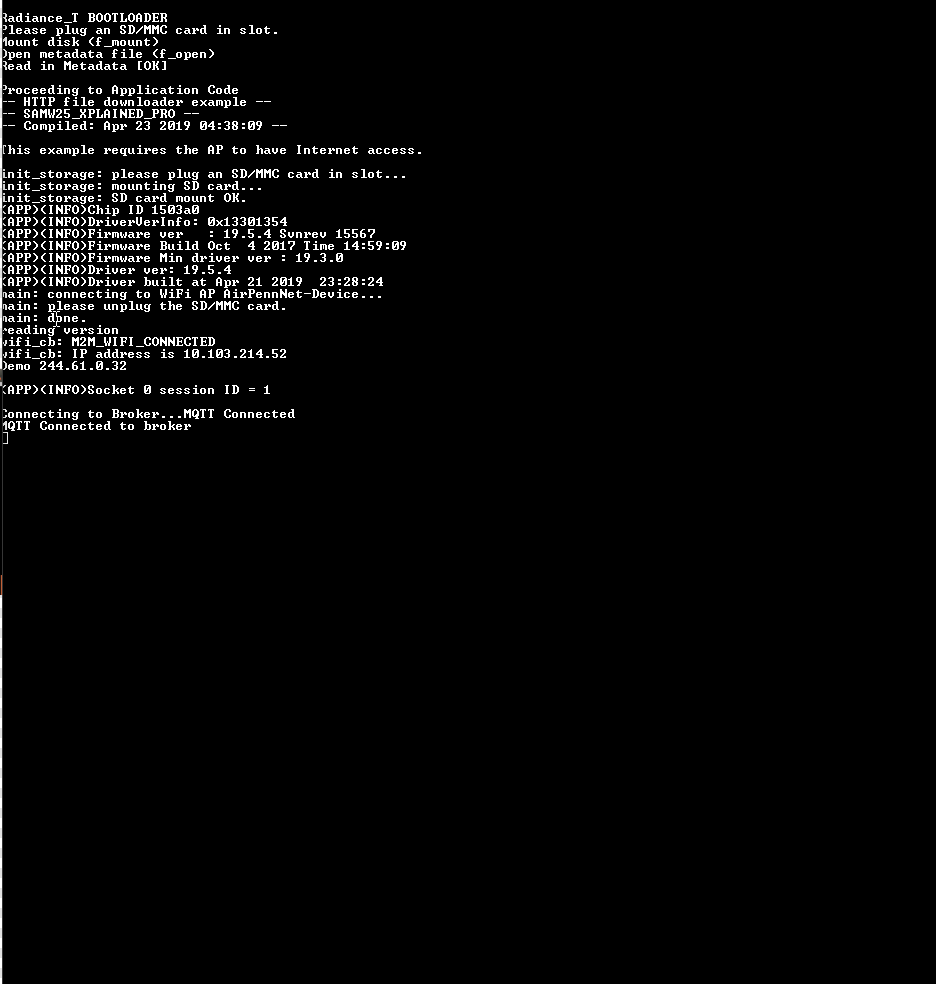 Radiance_T BOOTLOADER
Please plug an SD/MMC card in slot.
Mount disk (f_mount)
Open metadata file (f_open)
Read in Metadata [OK]
Proceeding to Application Code
-- HTTP file downloader example --
-- SAMW25_XPLAINED_PRO --
-- Compiled: Apr 23 2019 04:38:09 --
This example requires the AP to have Internet access.
init_storage: please plug an SD/MMC card in slot...
init_storage: mounting SD card...
init_storage: SD card mount OK.
(APP)(INFO)Chip ID 1503a0
(APP)(INFO)DriverVerInfo: 0x13301354
(APP)(INFO)Firmware ver   : 19.5.4 Svnrev 15567
(APP)(INFO)Firmware Build Oct  4 2017 Time 14:59:09
(APP)(INFO)Firmware Min driver ver : 19.3.0
(APP)(INFO)Driver ver: 19.5.4
(APP)(INFO)Driver built at Apr 21 2019  23:28:24
main: connecting to WiFi AP AirPennNet-Device...
main: please unplug the SD/MMC card.
main: done.
reading version
wifi_cb: M2M_WIFI_CONNECTED
wifi_cb: IP address is 10.103.214.52
Demo 244.61.0.32
(APP)(INFO)Socket 0 session ID = 1
Connecting to Broker...MQTT Connected
MQTT Connected to broker